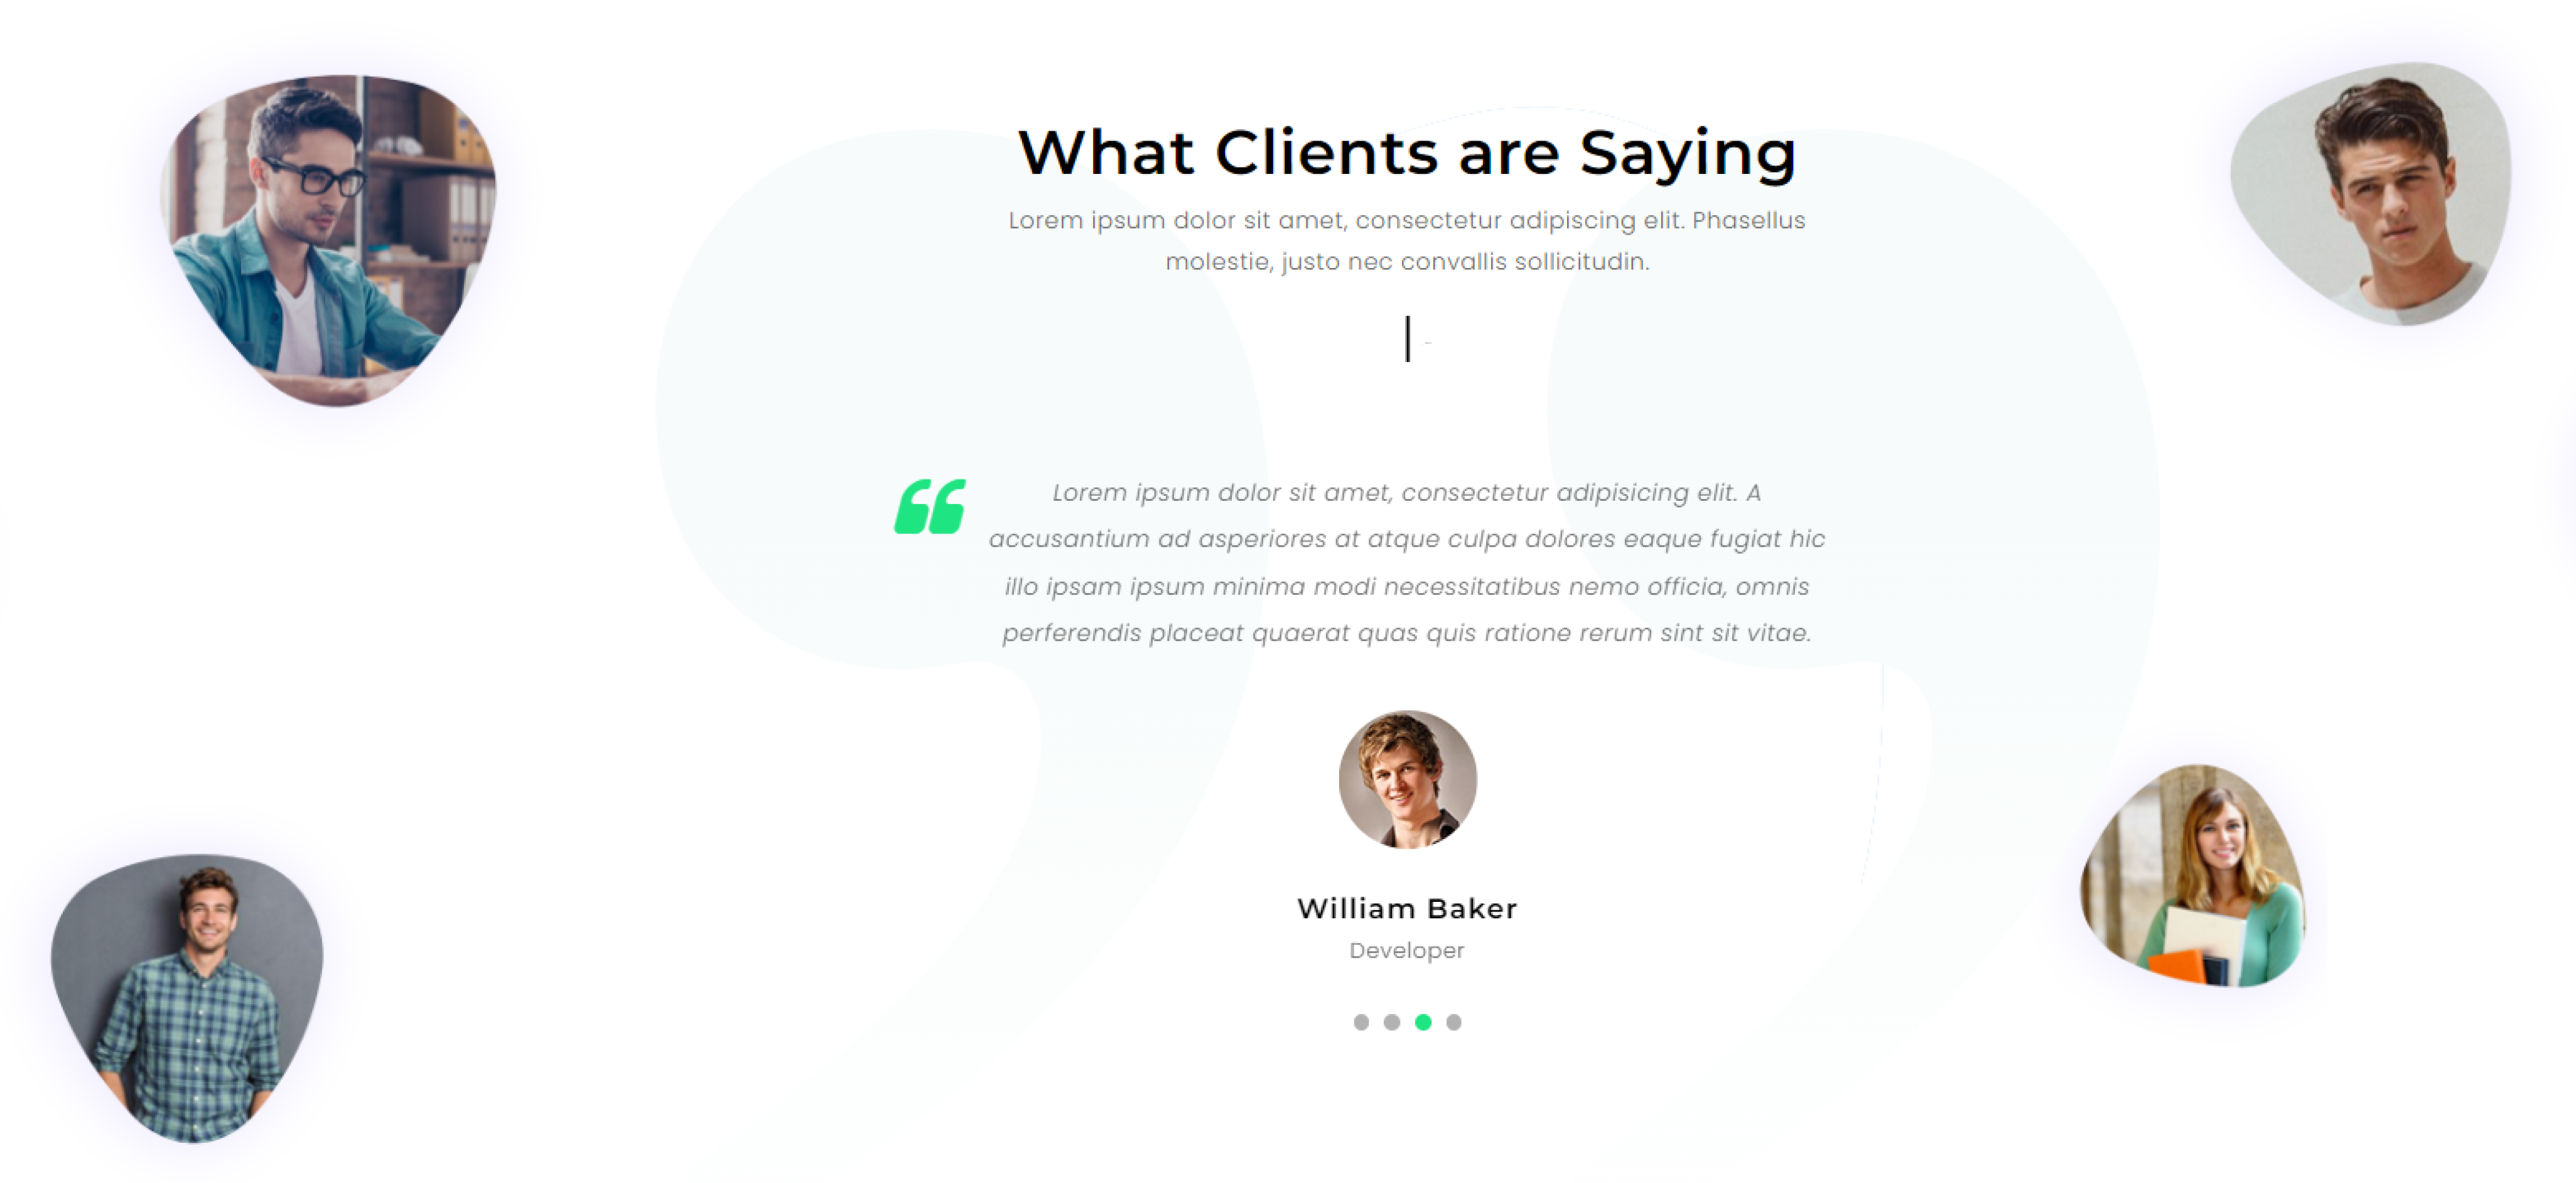 What Clients are Saying
Lorem ipsum dolor sit amet, consectetur adipiscing elit. Phasellus
molestie, justo nec convallis sollicitudin.
Lorem ipsum dolor sit amet, consectetur adipisicing elit. A
accusantium ad asperiores at atque culpa dolores eaque fugiat hic
illo ipsam ipsum minima modi necessitatibus nemo officia, omnis
perferendis placeat quaerat quas quis ratione rerum sint sit vitae.
William Baker
Developer